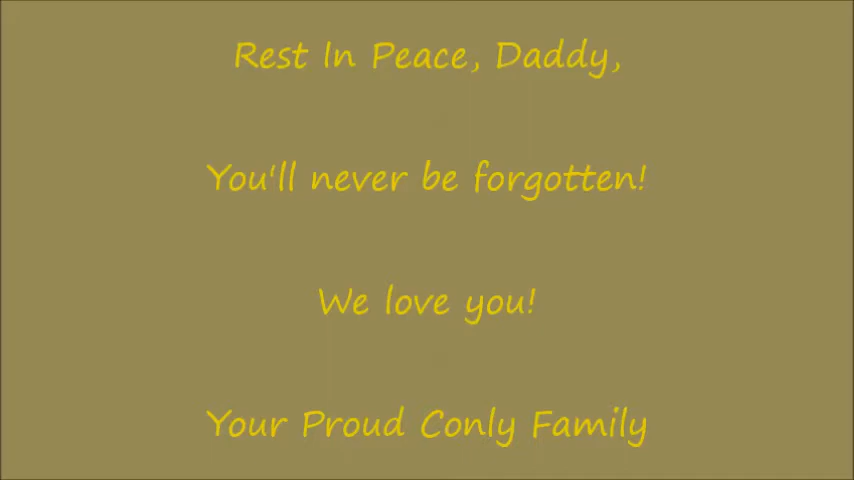 Rest In Peace, Daddy,
You'll never be forgotten!
We love you!
Your Proud Conly Family